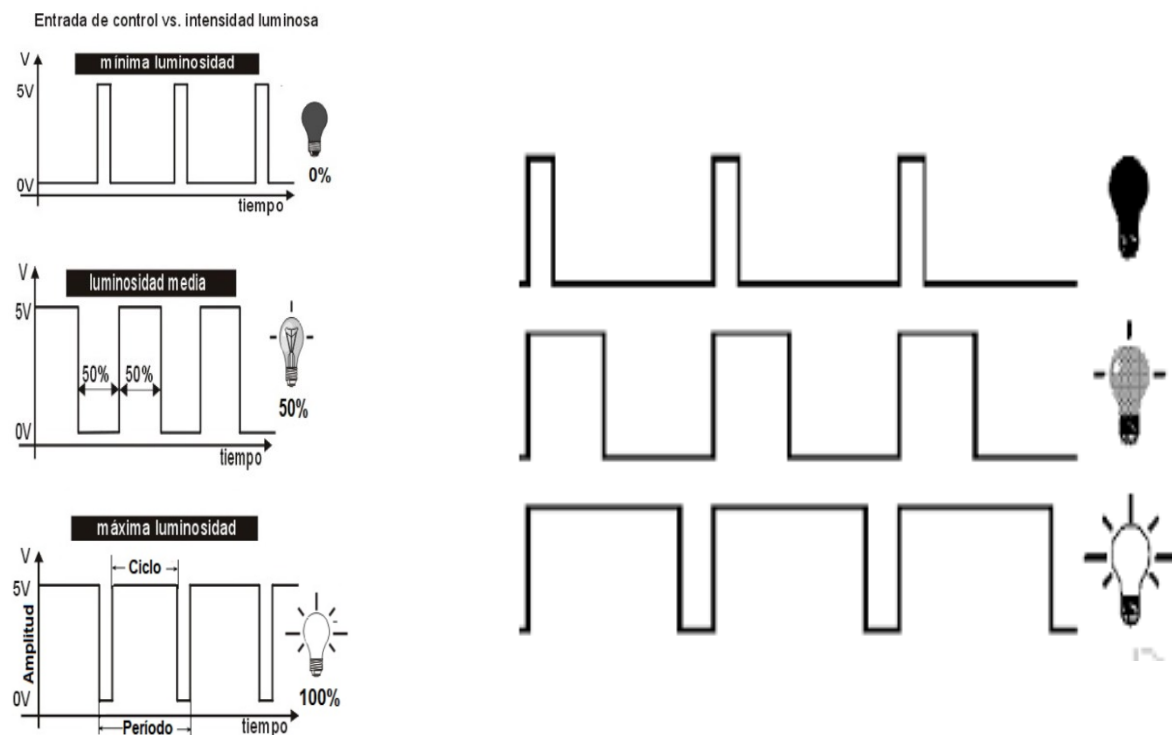 Entrada de control vs. intensidad luminosa
V
mínima luminosidad
5V
0V
0%
tiempo
V
luminosidad media
5V
50% 50%
50%
0V
tiempo
máxima luminosidad
V
Ciclo
5V
Amplitud
0V
100%
Período
tiempo